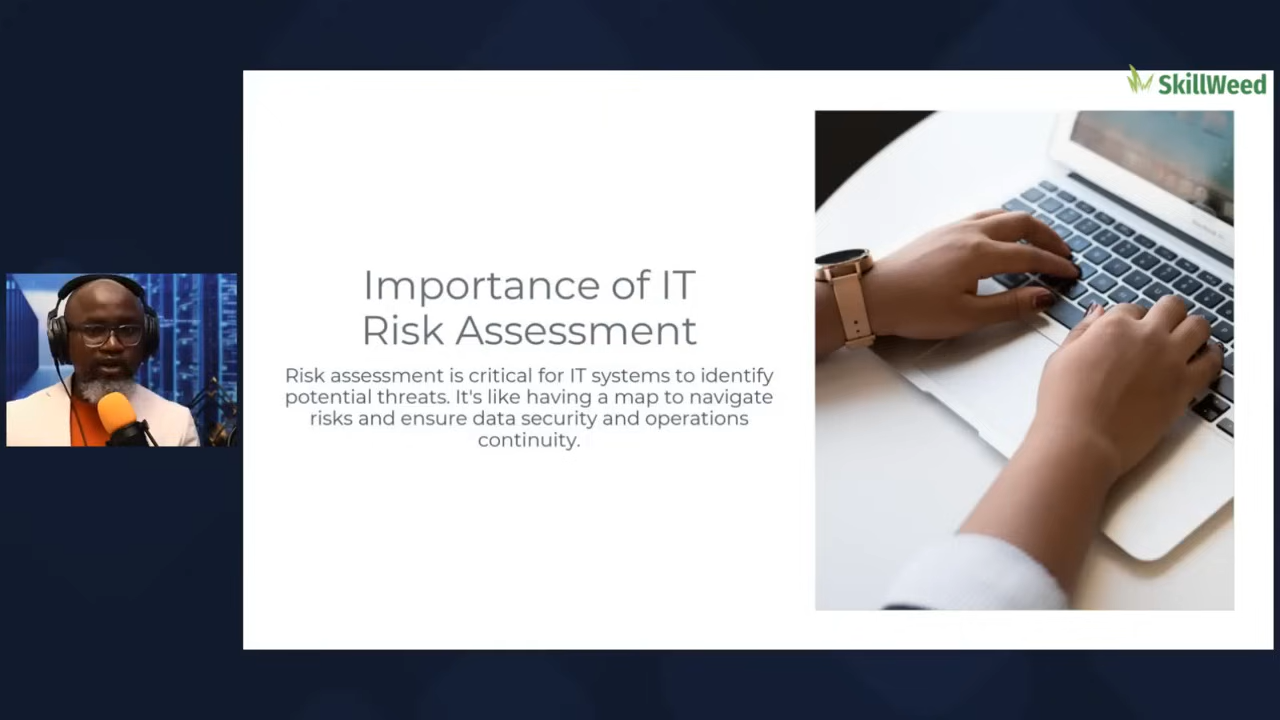 SkillWeed
Importance of IT
Risk Assessment
Risk assessment is critical for IT systems to identify
potential threats. It's like having a map to navigate
risks and ensure data security and operations
continuity.